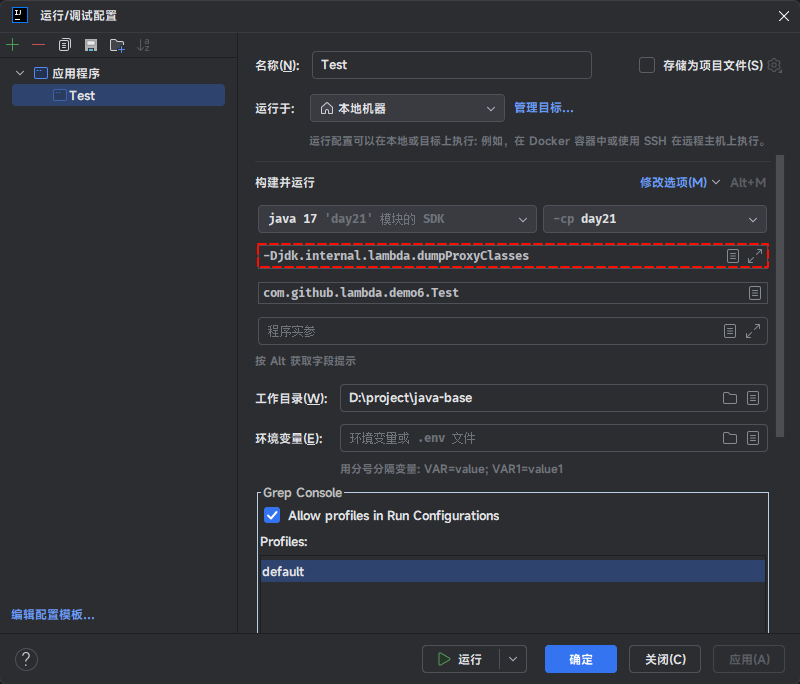 运行/调试配置
应用程序
Test
编辑配置模板...
名称(N): Test 存储为项目文件(S)
运行于: 本地机器 管理目标...
运行配置可以在本地或目标上执行: 例如，在 Docker 容器中或使用 SSH 在远程主机上执行。
构建并运行 修改选项(M) Alt+M
java 17 'day21' 模块的 SDK -cp day21
-Djdk.internal.lambda.dumpProxyClasses
com.github.lambda.demo6.Test
程序实参
按 Alt 获取字段提示
工作目录(W): D:\project\java-base
环境变量(E): 环境变量或 .env 文件
用分号分隔变量: VAR=value; VAR1=value1
Grep Console
Allow profiles in Run Configurations
Profiles:
default
? 运行 确定 关闭(C) 应用(A)